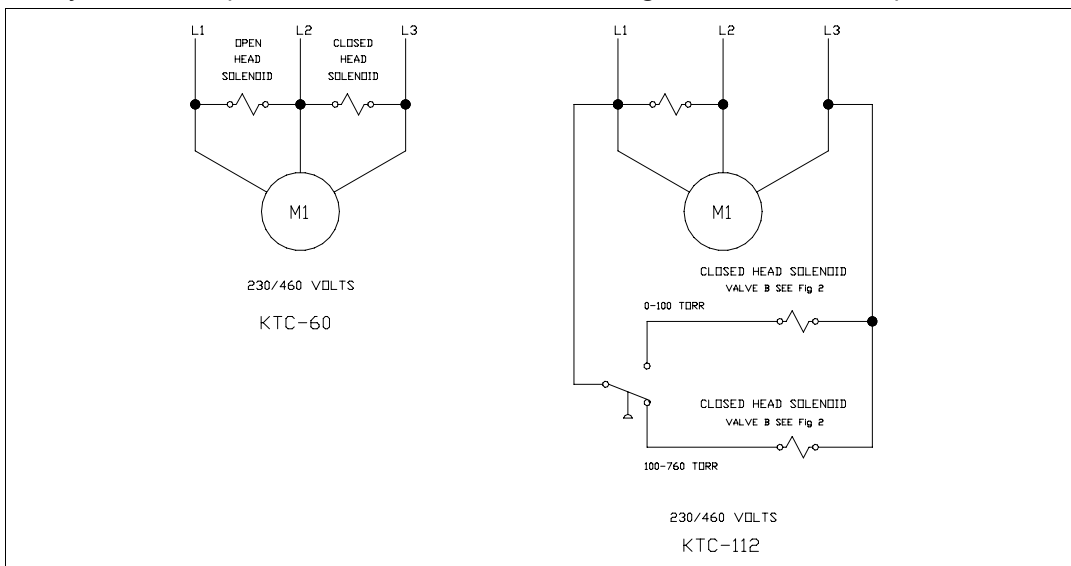 L1 L2 L3
OPEN
HEAD
SOLENOID
CLOSED
HEAD
SOLENOID
M1
230/460 VOLTS
KTC-60
L1 L2 L3
M1
CLOSED HEAD SOLENOID
VALVE B SEE Fig 2
0-100 TORR
CLOSED HEAD SOLENOID
VALVE B SEE Fig 2
100-760 TORR
230/460 VOLTS
KTC-112